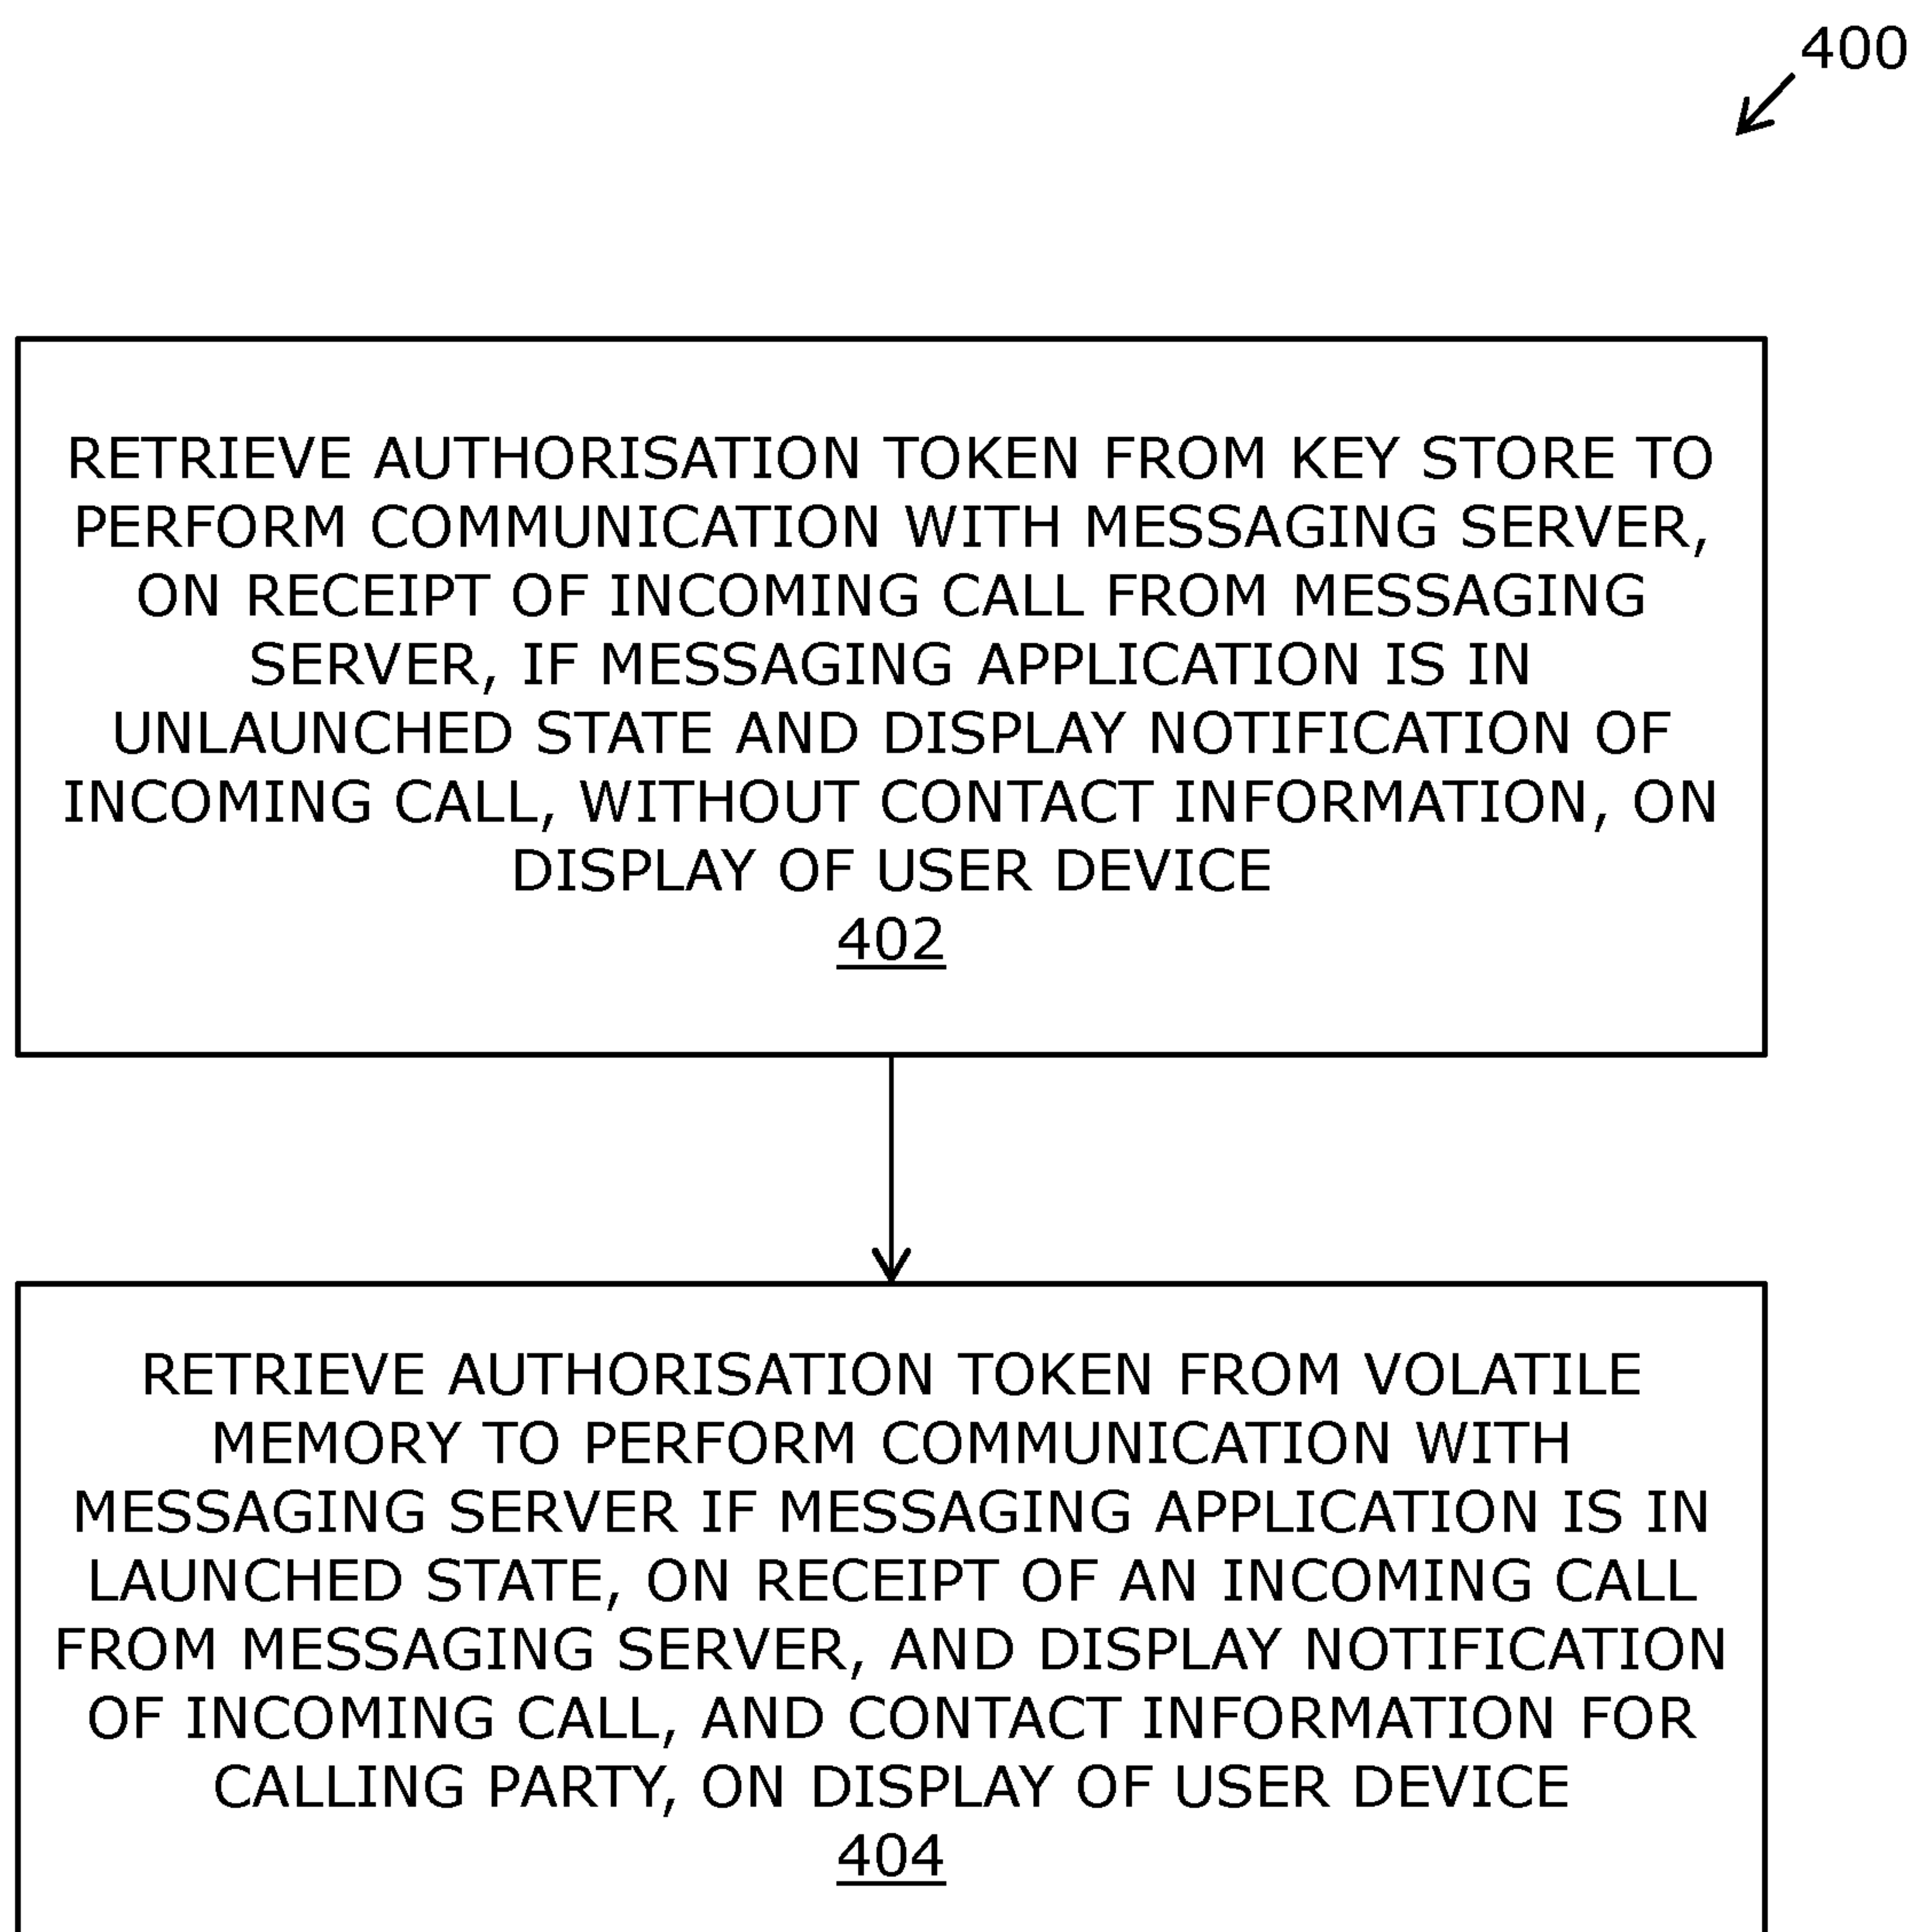 400
RETRIEVE AUTHORISATION TOKEN FROM KEY STORE TO
PERFORM COMMUNICATION WITH MESSAGING SERVER,
ON RECEIPT OF INCOMING CALL FROM MESSAGING
SERVER, IF MESSAGING APPLICATION IS IN
UNLAUNCHED STATE AND DISPLAY NOTIFICATION OF
INCOMING CALL, WITHOUT CONTACT INFORMATION, ON
DISPLAY OF USER DEVICE
402
RETRIEVE AUTHORISATION TOKEN FROM VOLATILE
MEMORY TO PERFORM COMMUNICATION WITH
MESSAGING SERVER IF MESSAGING APPLICATION IS IN
LAUNCHED STATE, ON RECEIPT OF AN INCOMING CALL
FROM MESSAGING SERVER, AND DISPLAY NOTIFICATION
OF INCOMING CALL, AND CONTACT INFORMATION FOR
CALLING PARTY, ON DISPLAY OF USER DEVICE
404